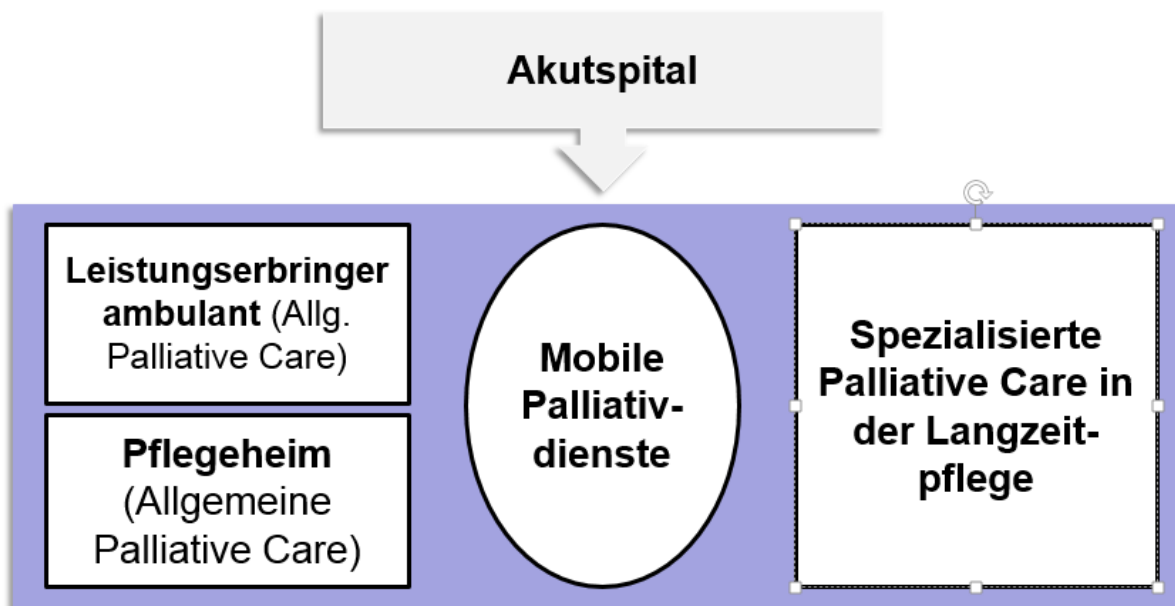 Akutspital
Leistungserbringer
ambulant (Allg.
Palliative Care)
Pflegeheim
(Allgemeine
Palliative Care)
Mobile
Palliativ-
dienste
Spezialisierte
Palliative Care in
der Langzeit-
pflege